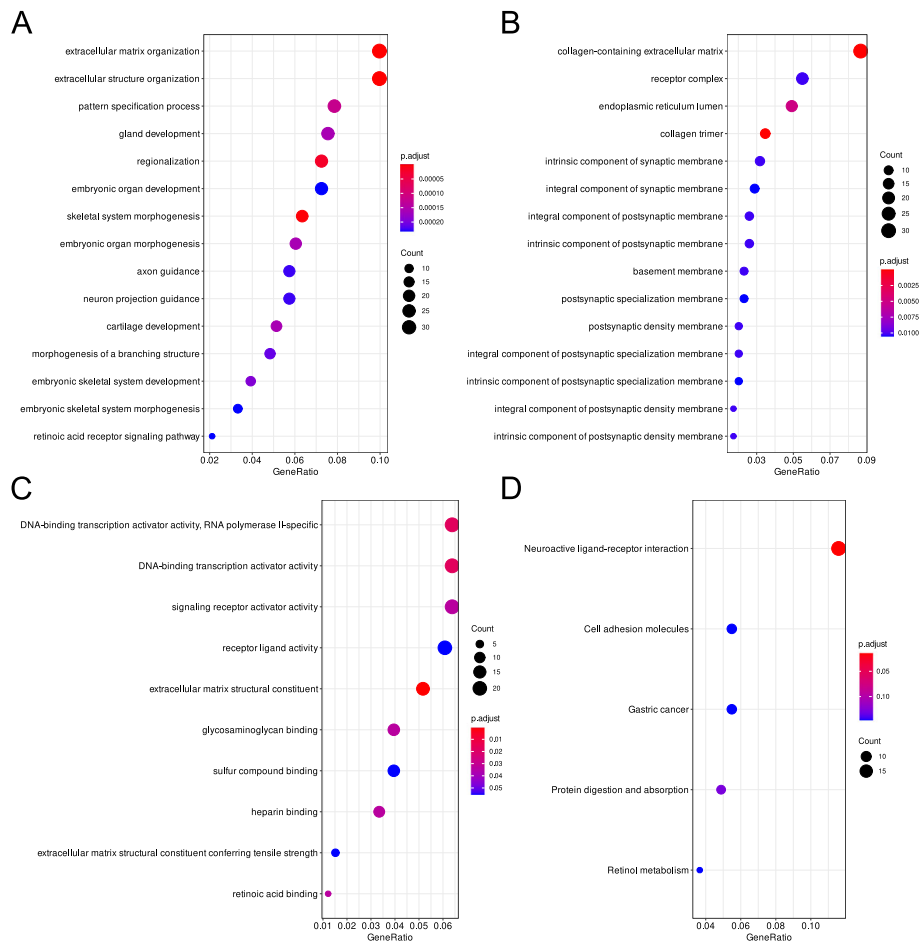 A
extracellular matrix organization
extracellular structure organization
pattern specification process
gland development
regionalization
embryonic organ development
skeletal system morphogenesis
embryonic organ morphogenesis
axon guidance
neuron projection guidance
cartilage development
morphogenesis of a branching structure
embryonic skeletal system development
embryonic skeletal system morphogenesis
retinoic acid receptor signaling pathway
0.02 0.04 0.06 0.08 0.10
GeneRatio
p.adjust
0.00005
0.00010
0.00015
0.00020
Count
10
15
20
25
30
B
collagen-containing extracellular matrix
receptor complex
endoplasmic reticulum lumen
collagen trimer
intrinsic component of synaptic membrane
integral component of synaptic membrane
integral component of postsynaptic membrane
intrinsic component of postsynaptic membrane
basement membrane
postsynaptic specialization membrane
postsynaptic density membrane
integral component of postsynaptic specialization membrane
intrinsic component of postsynaptic specialization membrane
integral component of postsynaptic density membrane
intrinsic component of postsynaptic density membrane
0.03 0.05 0.07 0.09
GeneRatio
Count
10
15
20
25
30
p.adjust
0.0025
0.0050
0.0075
0.0100
C
DNA-binding transcription activator activity, RNA polymerase II-specific
DNA-binding transcription activator activity
signaling receptor activator activity
receptor ligand activity
extracellular matrix structural constituent
glycosaminoglycan binding
sulfur compound binding
heparin binding
extracellular matrix structural constituent conferring tensile strength
retinoic acid binding
0.01 0.02 0.03 0.04 0.05 0.06
GeneRatio
Count
5
10
15
20
p.adjust
0.01
0.02
0.03
0.04
0.05
D
Neuroactive ligand-receptor interaction
Cell adhesion molecules
Gastric cancer
Protein digestion and absorption
Retinol metabolism
0.04 0.06 0.08 0.10
GeneRatio
p.adjust
0.05
0.10
Count
10
15